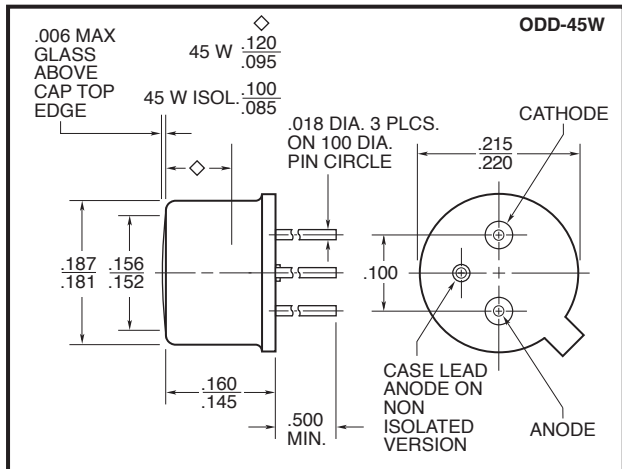 ODD-45W
.006 MAX
GLASS
ABOVE
CAP TOP
EDGE
◇
45 W .120
.095
45 W ISOL. .100
.085
◇
.018 DIA. 3 PLCS.
ON 100 DIA.
PIN CIRCLE
CATHODE
.215
.220
.187
.181
.156
.152
.100
.160
.145
.500
MIN.
CASE LEAD
ANODE ON
NON
ISOLATED
VERSION
ANODE